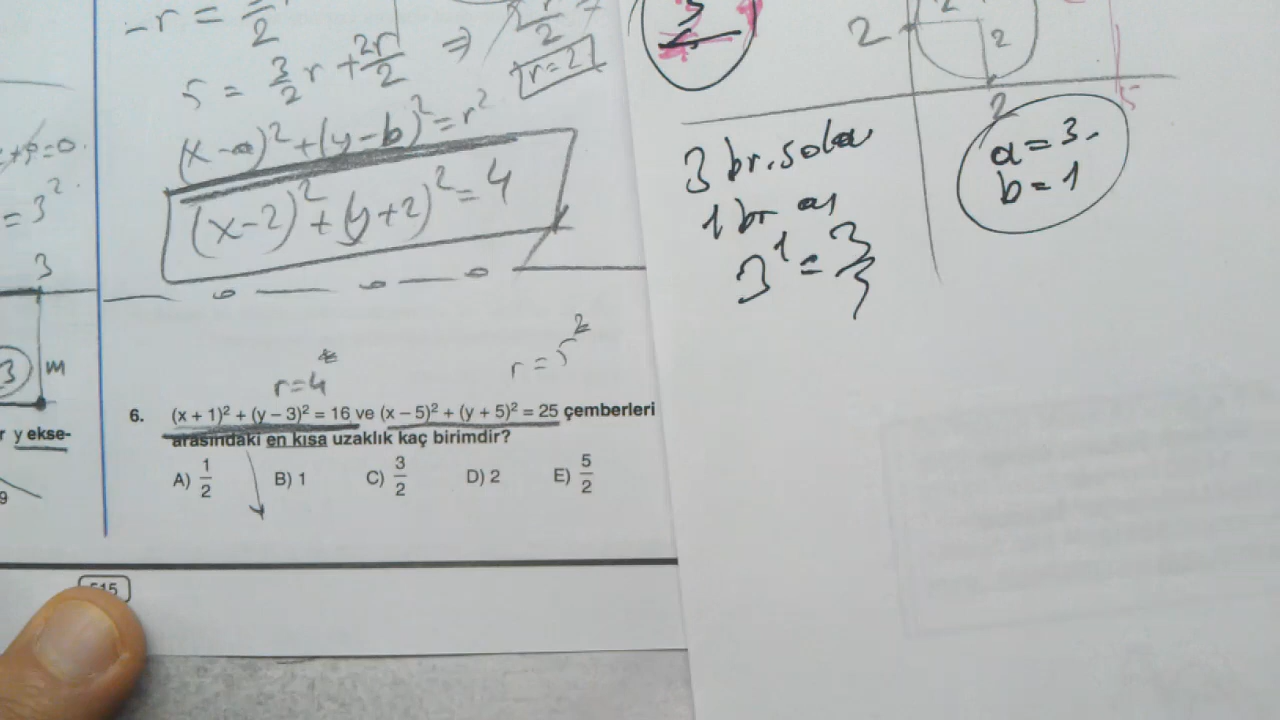 5 = 3/2 r + 2r/2 ⇒
r=2
(x-a)² + (y-b)² = r²
(x-2)² + (y+2)² = 4
= 3²
3
3
m
r y ekse-
9
r=4
r=5
6. (x + 1)² + (y – 3)² = 16 ve (x – 5)² + (y + 5)² = 25 çemberleri
arasındaki en kısa uzaklık kaç birimdir?
A) 1/2 B) 1 C) 3/2 D) 2 E) 5/2
515
2
2
2
5
3 br. sola
1 br
3¹ = 3
a = 3
b = 1